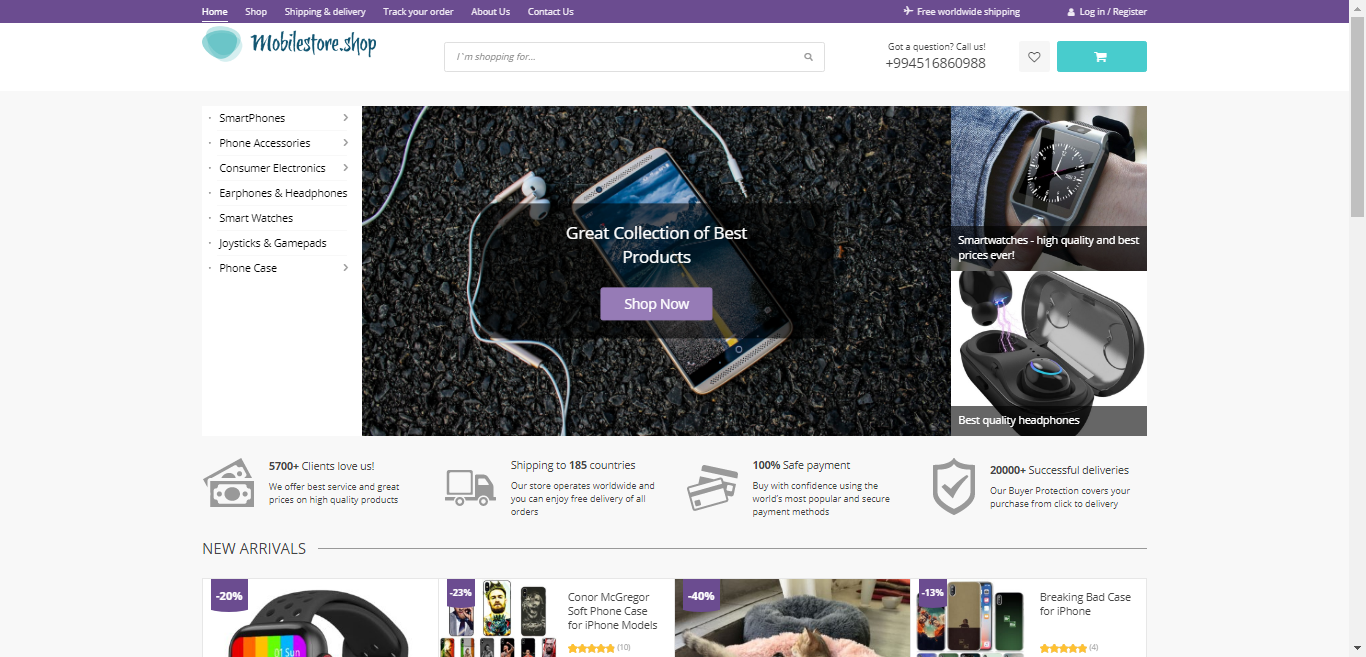 Home Shop Shipping & delivery Track your order About Us Contact Us Free worldwide shipping Log in / Register
Mobilestore.shop
I`m shopping for...
Got a question? Call us!
+994516860988
SmartPhones
Phone Accessories
Consumer Electronics
Earphones & Headphones
Smart Watches
Joysticks & Gamepads
Phone Case
Great Collection of Best
Products
Shop Now
Smartwatches - high quality and best
prices ever!
Best quality headphones
5700+ Clients love us!
We offer best service and great
prices on high quality products
Shipping to 185 countries
Our store operates worldwide and
you can enjoy free delivery of all
orders
100% Safe payment
Buy with confidence using the
world's most popular and secure
payment methods
20000+ Successful deliveries
Our Buyer Protection covers your
purchase from click to delivery
NEW ARRIVALS
-20%
01 Sun
-23%
Conor McGregor
Soft Phone Case
for iPhone Models
(10)
-40%
-13%
Breaking Bad Case
for iPhone
(4)